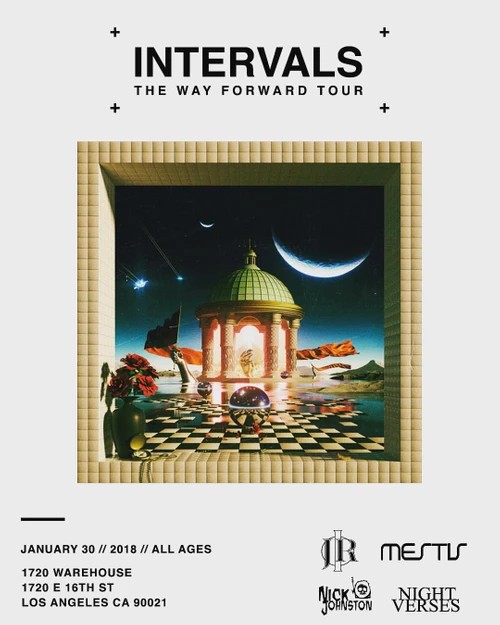 INTERVALS
THE WAY FORWARD TOUR
JANUARY 30 // 2018 // ALL AGES
1720 WAREHOUSE
1720 E 16TH ST
LOS ANGELES CA 90021
MESTIS
NICK JOHNSTON
NIGHT
VERSES